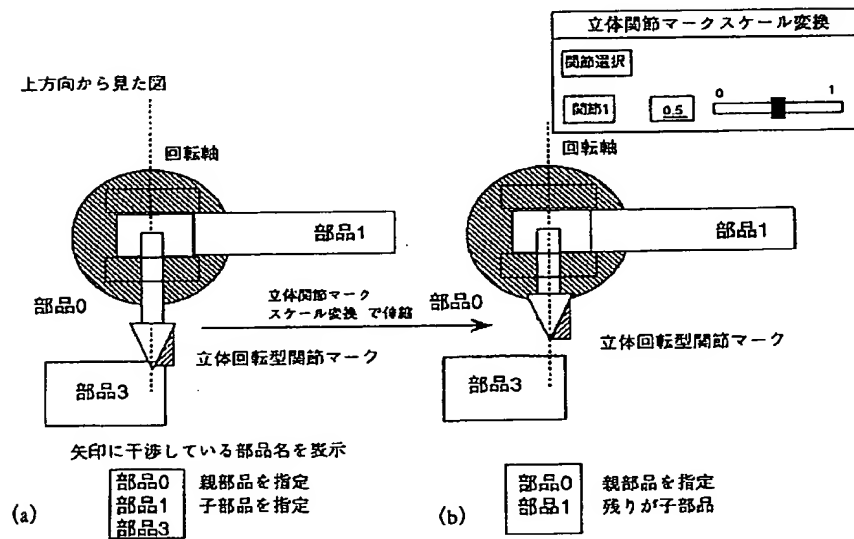 立体関節マークスケール変換
関節選択
関節1
0.5
0
1
上方向から見た図
回転軸
部品1
部品0
立体関節マーク
スケール変換 で伸縮
立体回転型関節マーク
部品3
回転軸
部品1
部品0
立体回転型関節マーク
部品3
矢印に干渉している部品名を表示
(a)
部品0 親部品を指定
部品1 子部品を指定
部品3
(b)
部品0 親部品を指定
部品1 残りが子部品